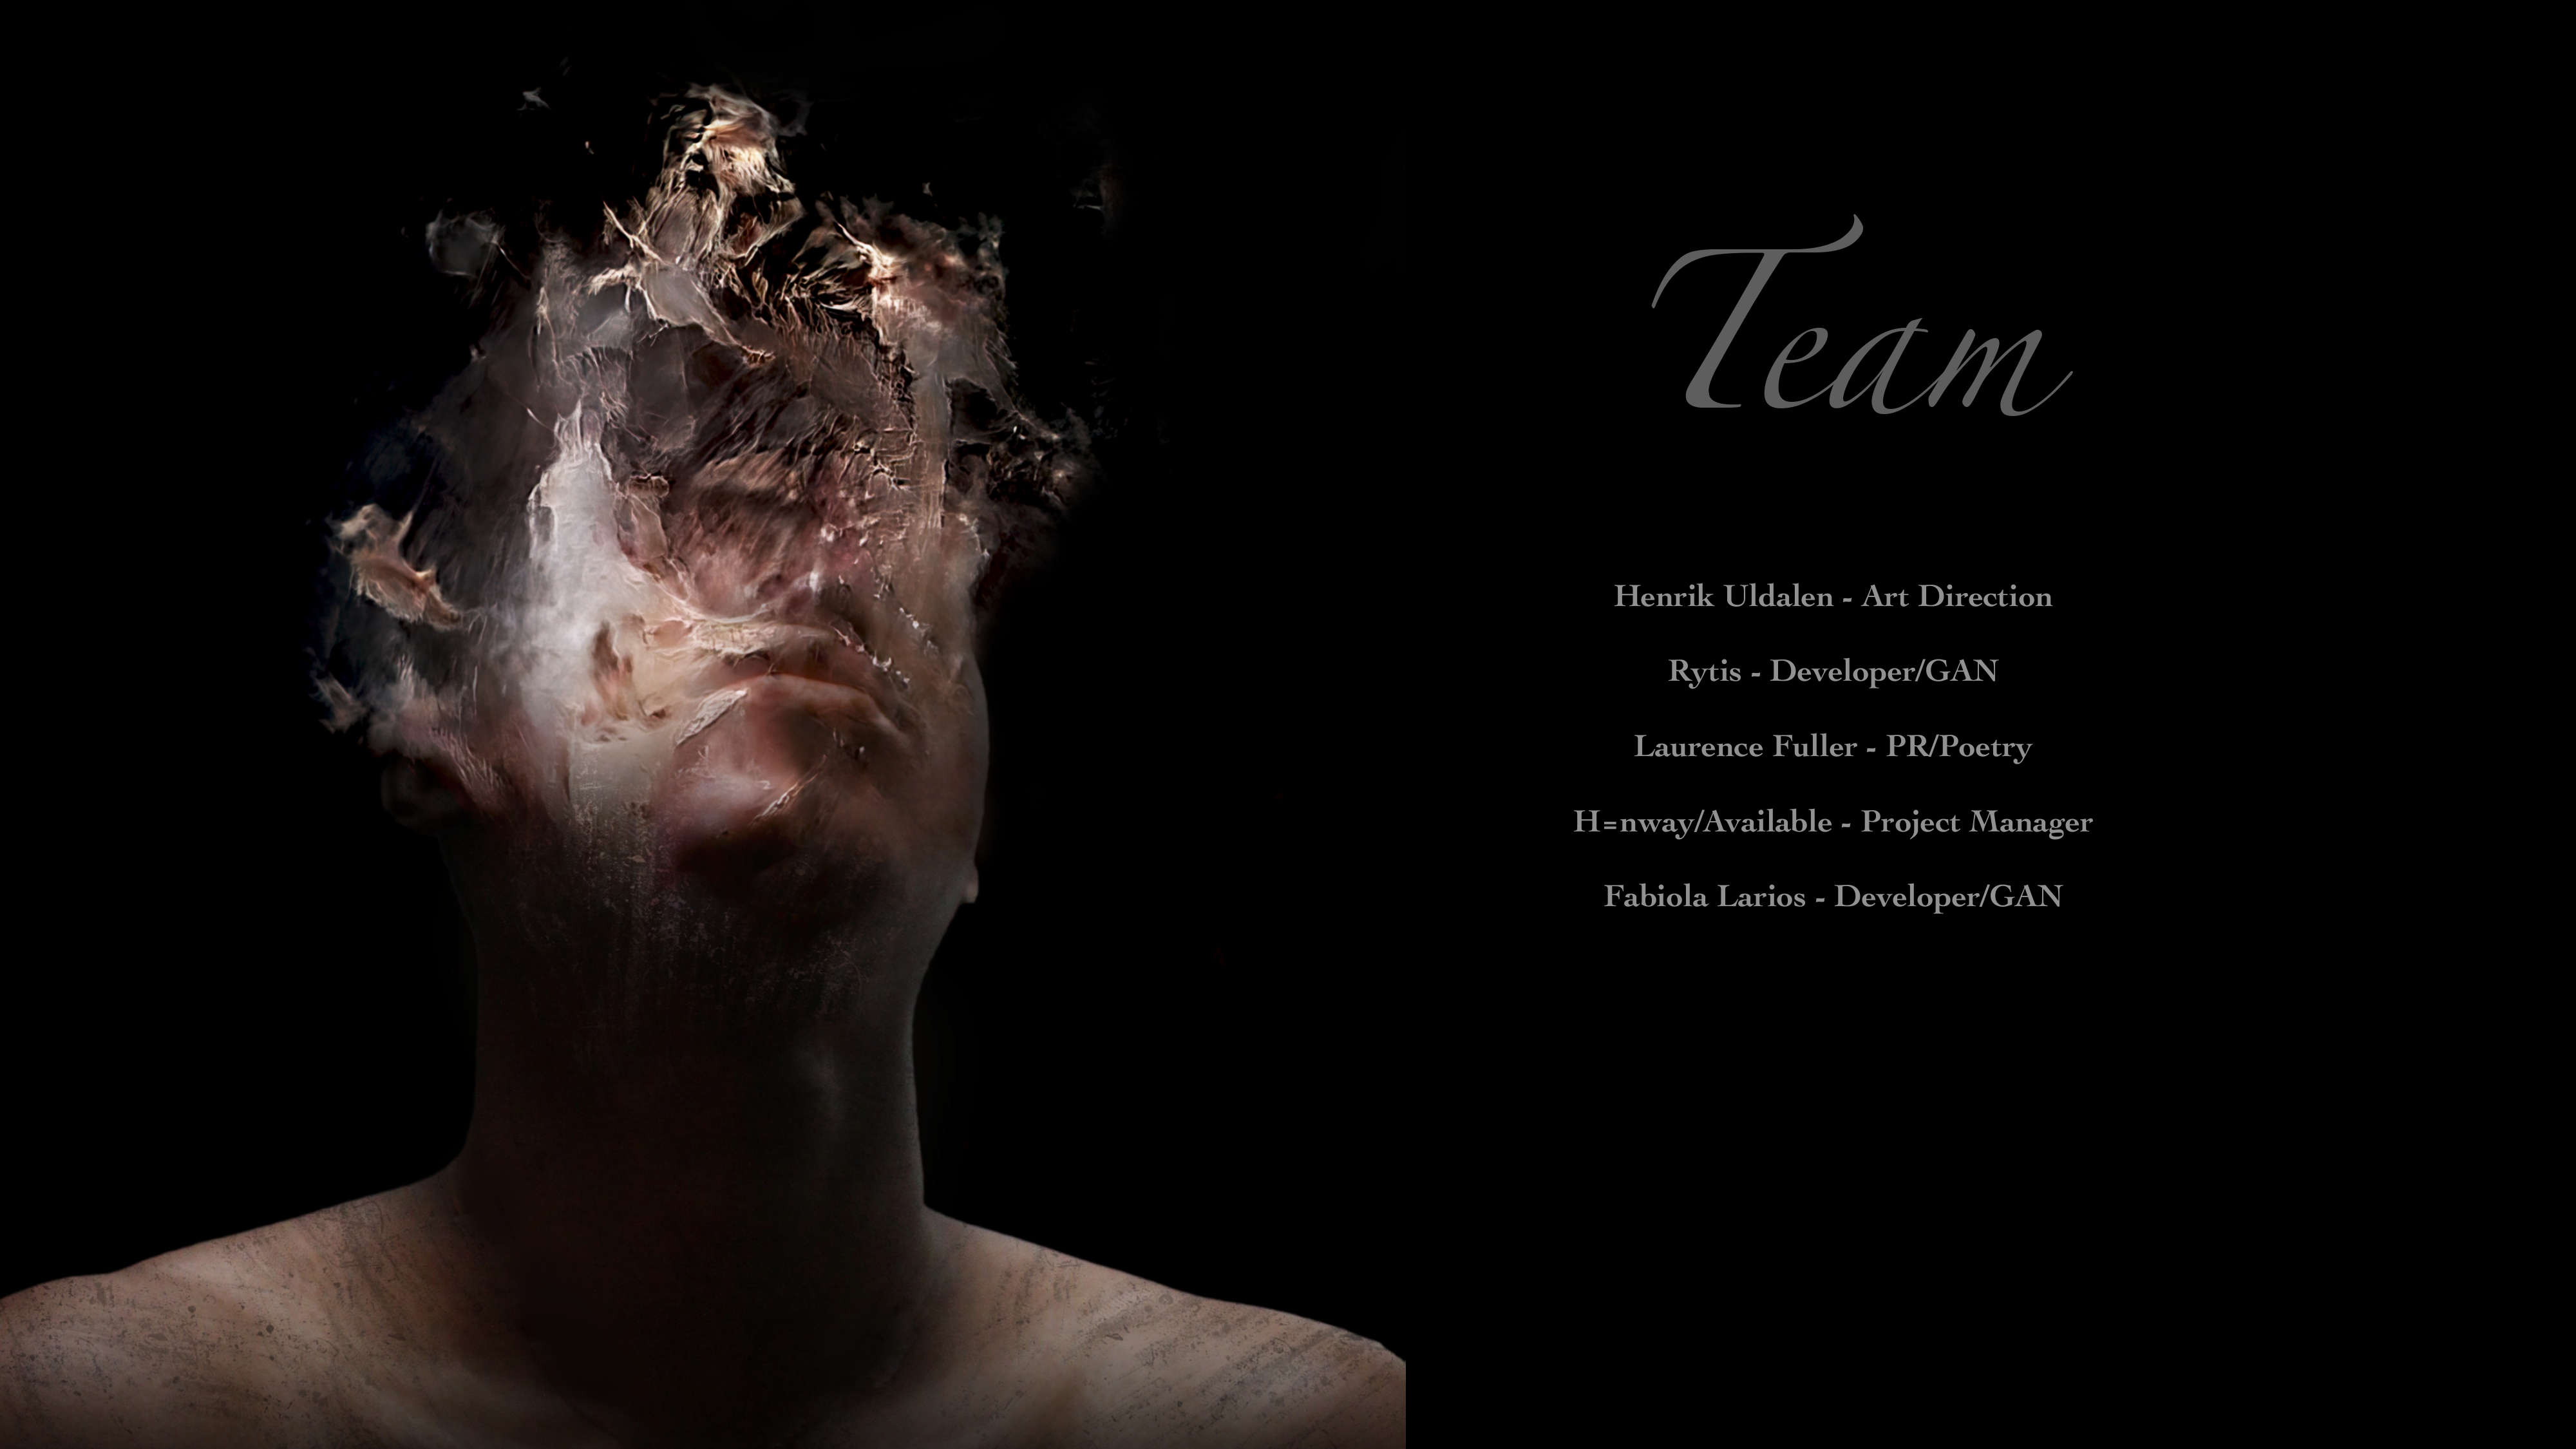 Team
Henrik Uldalen - Art Direction
Rytis - Developer/GAN
Laurence Fuller - PR/Poetry
H=nway/Available - Project Manager
Fabiola Larios - Developer/GAN